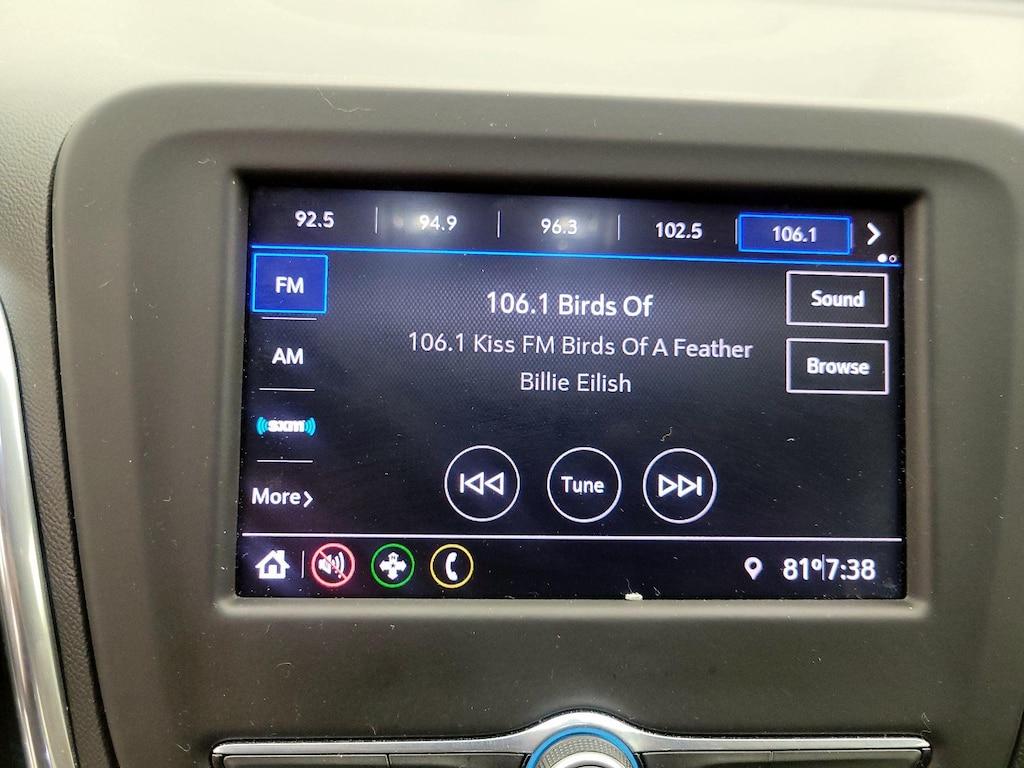 92.5 94.9 96.3 102.5 106.1
FM
106.1 Birds Of
Sound
106.1 Kiss FM Birds Of A Feather
AM
Browse
Billie Eilish
sxm
Tune
More
81° 7:38